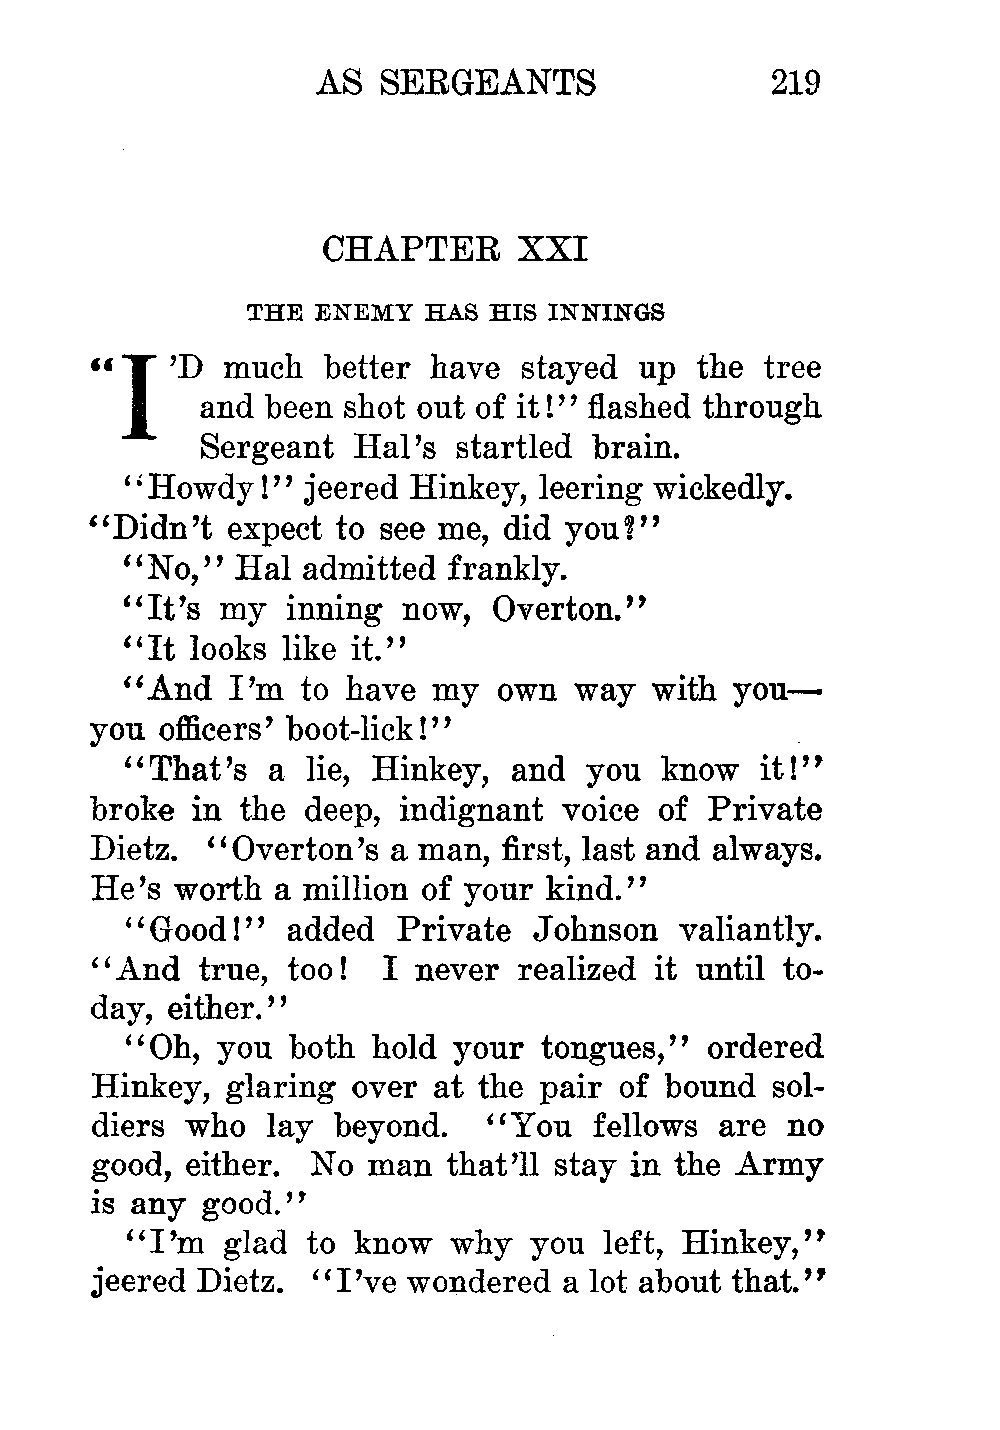 AS SERGEANTS 219
CHAPTER XXI
THE ENEMY HAS HIS INNINGS
“I’D much better have stayed up the tree
and been shot out of it!” flashed through
Sergeant Hal’s startled brain.
“Howdy!” jeered Hinkey, leering wickedly.
“Didn’t expect to see me, did you?”
“No,” Hal admitted frankly.
“It’s my inning now, Overton.”
“It looks like it.”
“And I’m to have my own way with you—
you officers’ boot-lick!”
“That’s a lie, Hinkey, and you know it!”
broke in the deep, indignant voice of Private
Dietz. “Overton’s a man, first, last and always.
He’s worth a million of your kind.”
“Good!” added Private Johnson valiantly.
“And true, too! I never realized it until to-
day, either.”
“Oh, you both hold your tongues,” ordered
Hinkey, glaring over at the pair of bound sol-
diers who lay beyond. “You fellows are no
good, either. No man that’ll stay in the Army
is any good.”
“I’m glad to know why you left, Hinkey,”
jeered Dietz. “I’ve wondered a lot about that.”